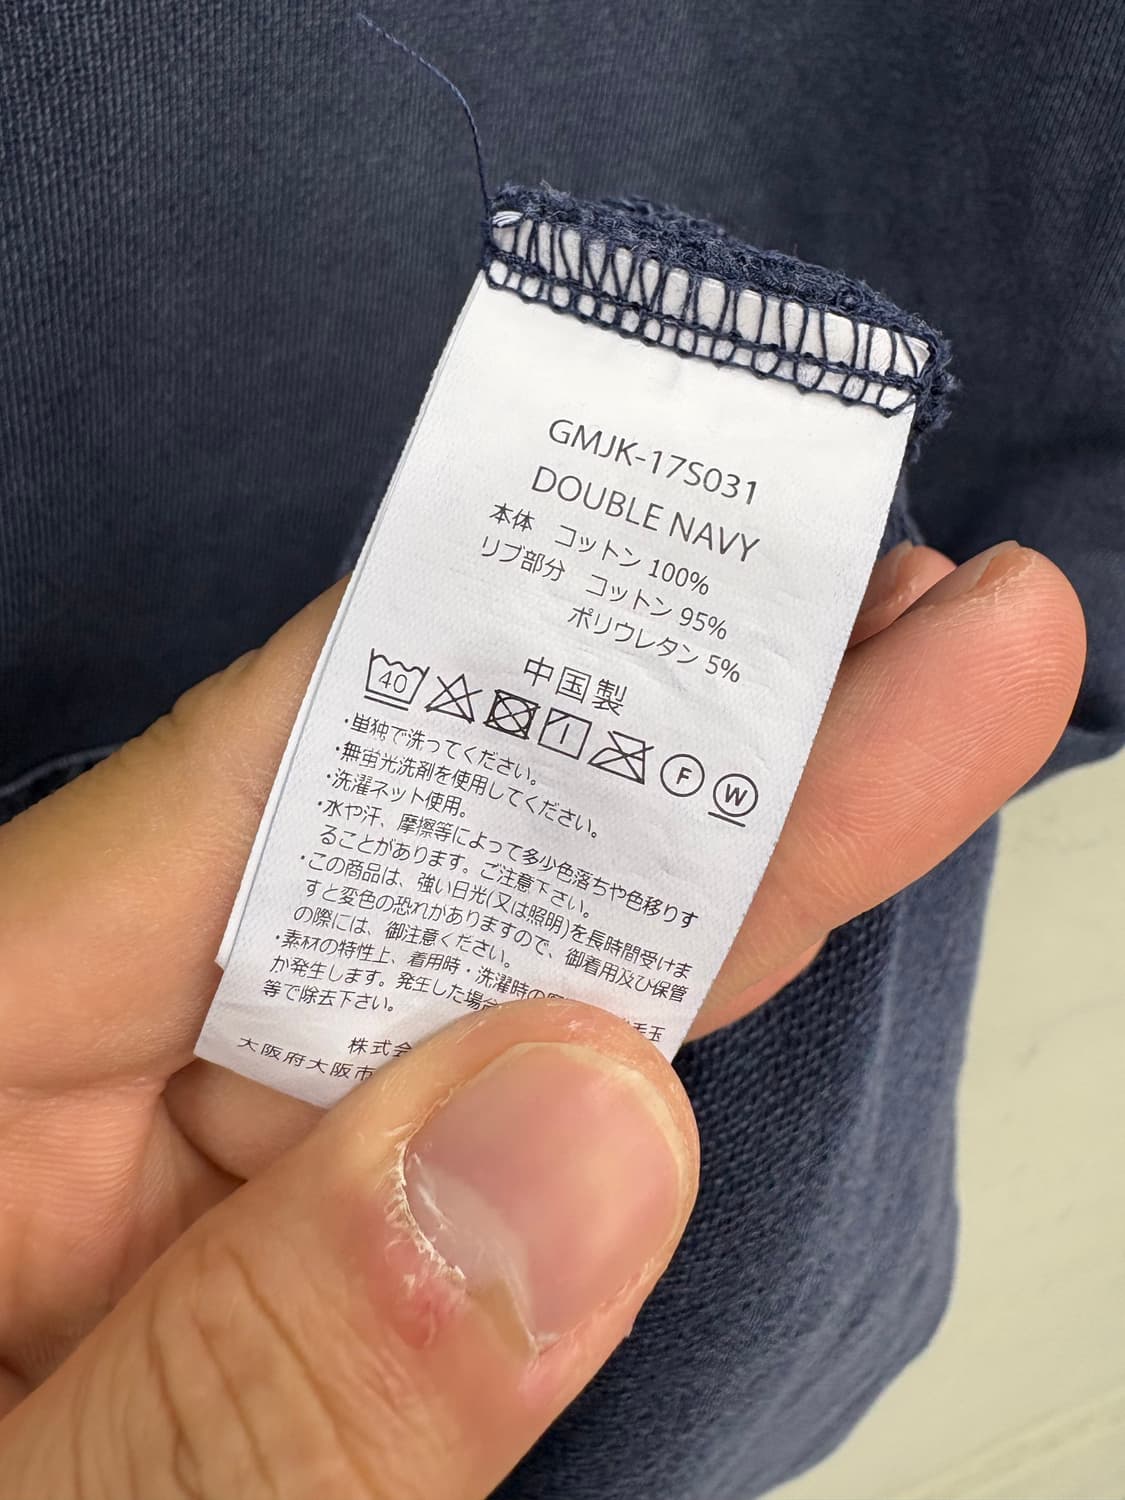 GMJK-17S031
DOUBLE NAVY
本体 コットン 100%
リブ部分 コットン 95%
ポリウレタン 5%
中国製
40
F W
・単独で洗ってください。
・無蛍光洗剤を使用してください。
・洗濯ネット使用。
・水や汗、摩擦等によって多少色落ちや色移りす
ることがあります。ご注意下さい。
・この商品は、強い日光(又は照明)を長時間受けま
すと変色の恐れがありますので、御着用及び保管
の際には、御注意ください。
・素材の特性上、着用時・洗濯時の
毛玉
が発生します。発生した場合
等で除去下さい。
株式会
大阪府大阪市